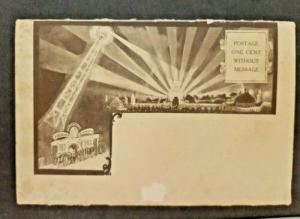 POSTAGE
ONE CENT
WITHOUT
MESSAGE